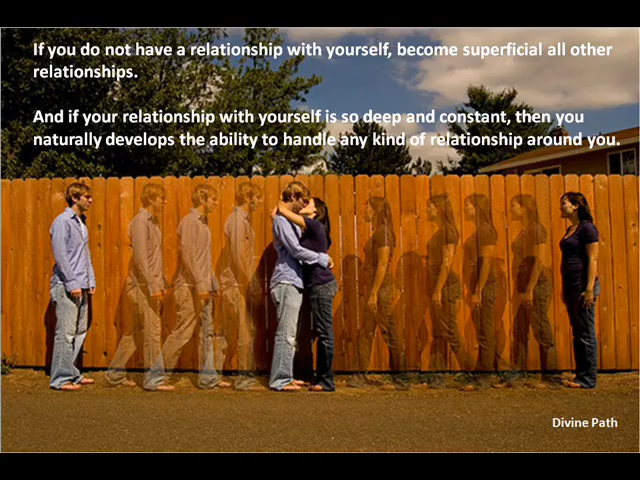 If you do not have a relationship with yourself, become superficial all other
relationships.
And if your relationship with yourself is so deep and constant, then you
naturally develops the ability to handle any kind of relationship around you.
Divine Path